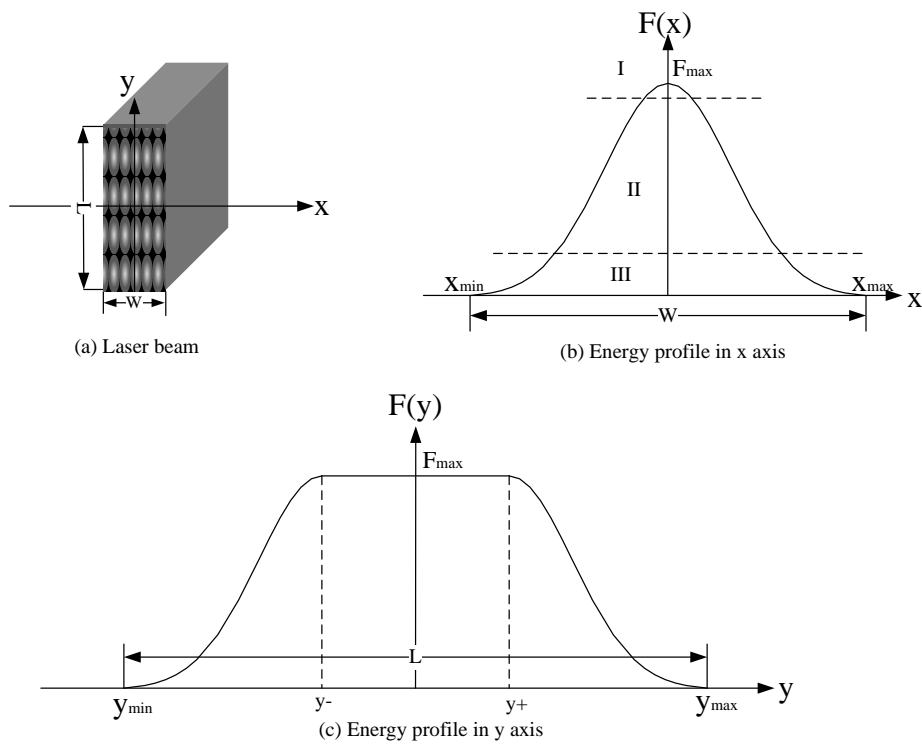 y
x
L
W
(a) Laser beam
F(x)
I
Fmax
II
III
xmin
xmax
x
W
(b) Energy profile in x axis
F(y)
Fmax
L
ymin
y-
y+
ymax
y
(c) Energy profile in y axis